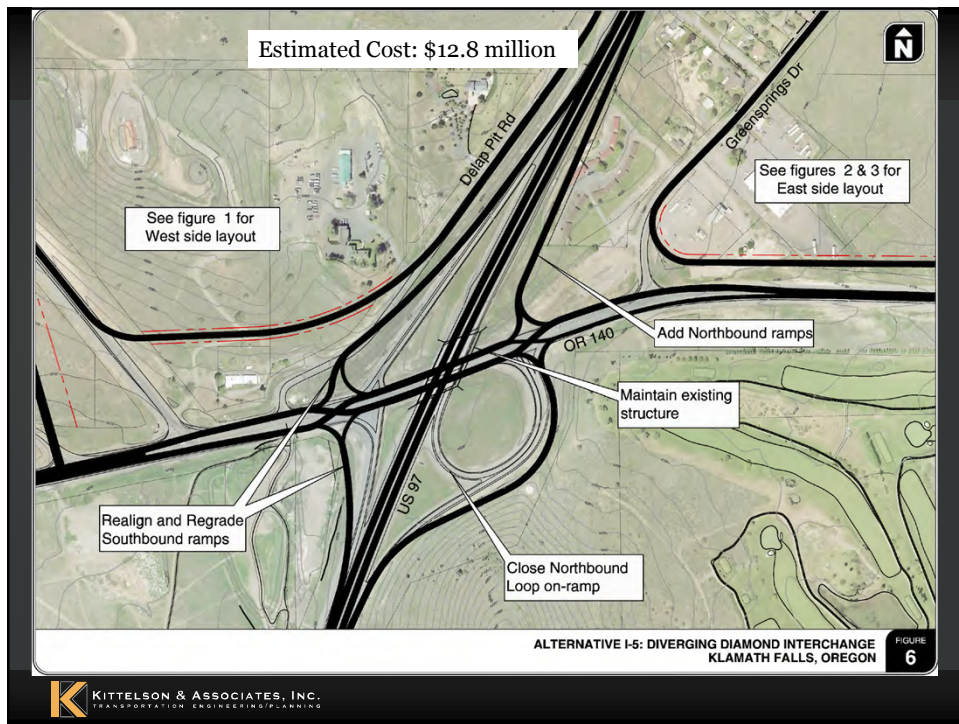 Estimated Cost: $12.8 million
N
Delap Pit Rd
Greensprings Dr
See figures 2 & 3 for
East side layout
See figure 1 for
West side layout
OR 140
Add Northbound ramps
Maintain existing
structure
US 97
Realign and Regrade
Southbound ramps
Close Northbound
Loop on-ramp
ALTERNATIVE I-5: DIVERGING DIAMOND INTERCHANGE
KLAMATH FALLS, OREGON
FIGURE
6
KITTELSON & ASSOCIATES, INC.
TRANSPORTATION ENGINEERING/PLANNING